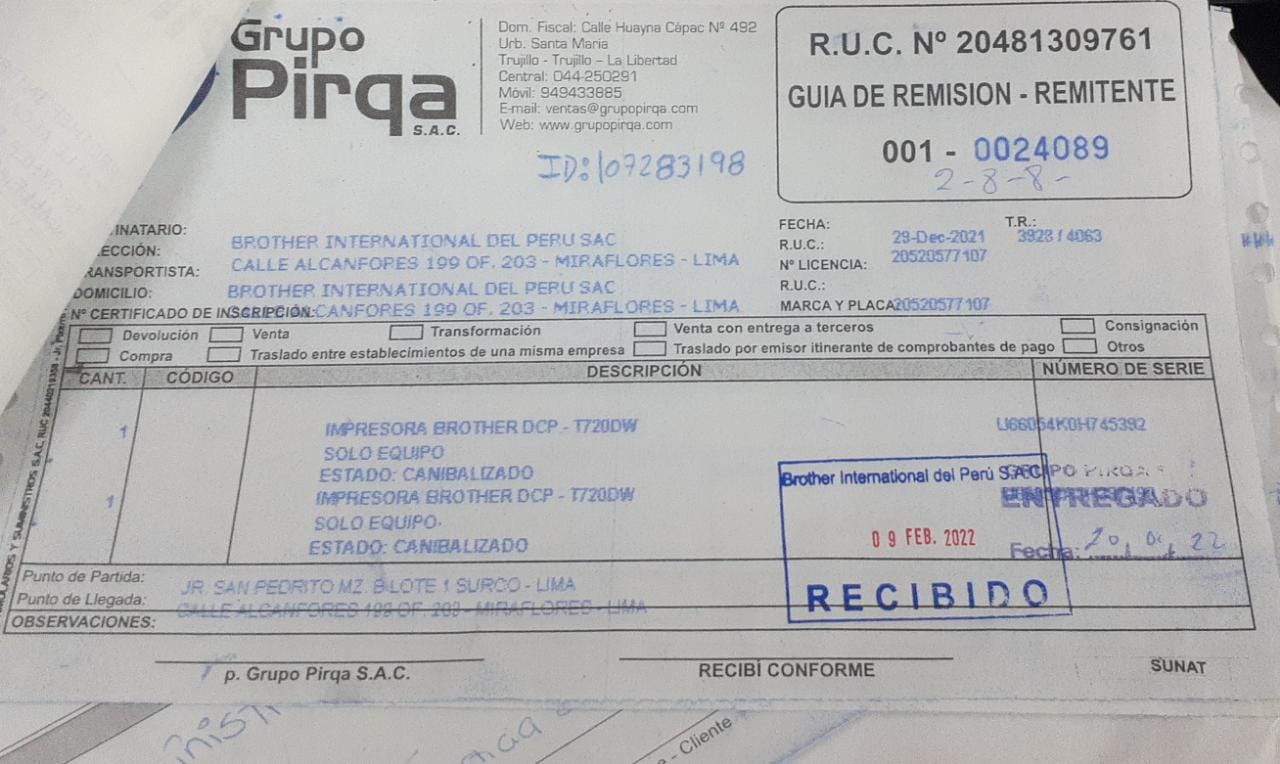 Grupo
Pirqa
S.A.C.
Dom. Fiscal: Calle Huayna Cápac Nº 492
Urb. Santa Maria
Trujillo - Trujillo - La Libertad
Central: 044-250291
Móvil: 949433885
E-mail: ventas@grupopirqa.com
Web: www.grupopirqa.com
R.U.C. Nº 20481309761
GUIA DE REMISION - REMITENTE
001 - 0024089
2-8-8-
ID: 107283198
INATARIO: BROTHER INTERNATIONAL DEL PERU SAC
ECCIÓN: CALLE ALCANFORES 199 OF. 203 - MIRAFLORES - LIMA
RANSPORTISTA: BROTHER INTERNATIONAL DEL PERU SAC
DOMICILIO: CALLE ALCANFORES 199 OF. 203 - MIRAFLORES - LIMA
Nº CERTIFICADO DE INSCRIPCIÓN:
FECHA: 29-Dec-2021 T.R.: 3923 / 4063
R.U.C.: 20520577107
Nº LICENCIA:
R.U.C.:
MARCA Y PLACA 20520577107
Devolución Venta Transformación Venta con entrega a terceros Consignación
Compra Traslado entre establecimientos de una misma empresa Traslado por emisor itinerante de comprobantes de pago Otros
CANT. CÓDIGO DESCRIPCIÓN NÚMERO DE SERIE
1 IMPRESORA BROTHER DCP - T720DW U66054K0H745392
SOLO EQUIPO
ESTADO: CANIBALIZADO
1 IMPRESORA BROTHER DCP - T720DW
SOLO EQUIPO
ESTADO: CANIBALIZADO
Brother International del Perú S.A.C.
09 FEB. 2022
RECIBIDO
ENTREGADO
Fecha: 22
Punto de Partida: JR. SAN PEDRITO MZ. B LOTE 1 SURCO - LIMA
Punto de Llegada: CALLE ALCANFORES 199 OF. 203 - MIRAFLORES - LIMA
OBSERVACIONES:
p. Grupo Pirqa S.A.C.
RECIBÍ CONFORME
SUNAT
- Cliente